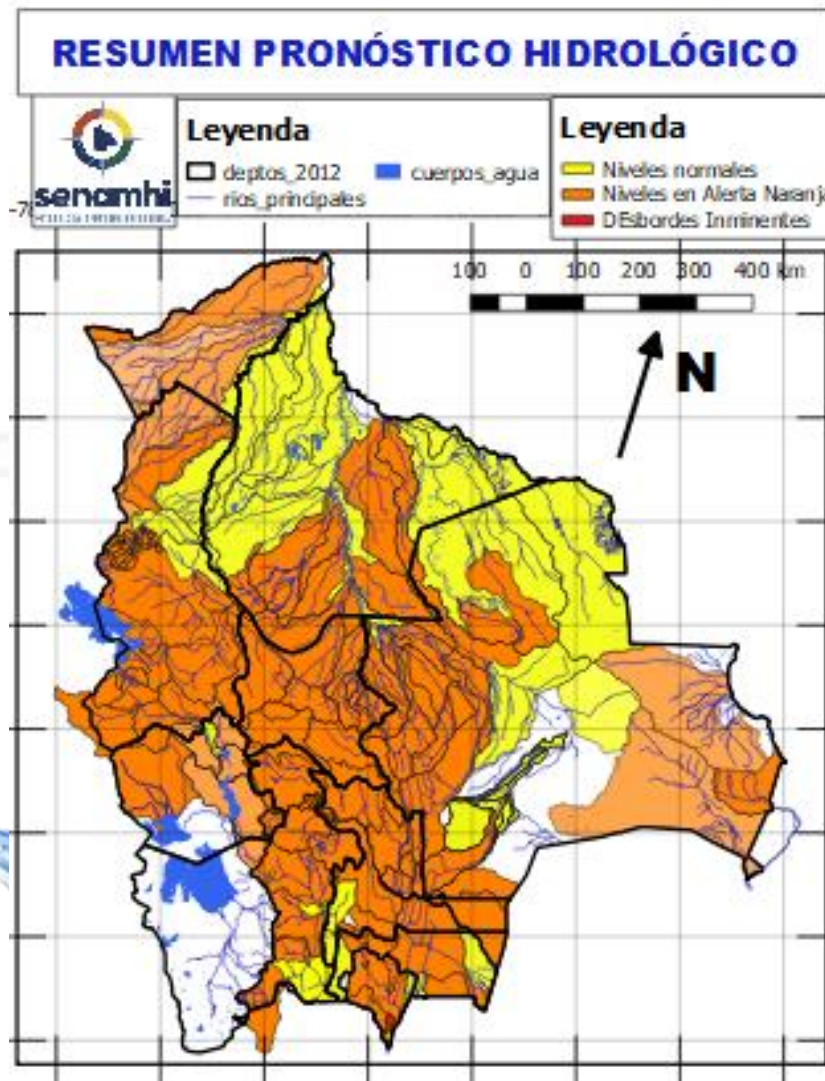 RESUMEN PRONÓSTICO HIDROLÓGICO
senamhi
Leyenda
deptos_2012
cuerpos_agua
rios_principales
Leyenda
Niveles normales
Niveles en Alerta Naranja
DEsbordes Inminentes
100 0 100 200 300 400 km
N